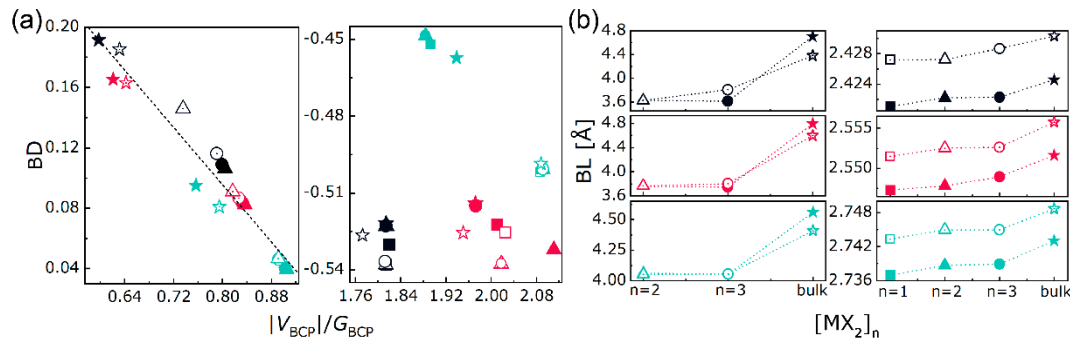 (a)
BD
0.20
0.16
0.12
0.08
0.04
0.64 0.72 0.80 0.88
-0.45
-0.48
-0.51
-0.54
1.76 1.84 1.92 2.00 2.08
|V_BCP|/G_BCP
(b)
BL [Å]
4.8
4.4
4.0
3.6
4.8
4.4
4.0
3.6
4.50
4.25
4.00
n=2 n=3 bulk
2.428
2.424
2.555
2.550
2.748
2.742
2.736
n=1 n=2 n=3 bulk
[MX₂]ₙ